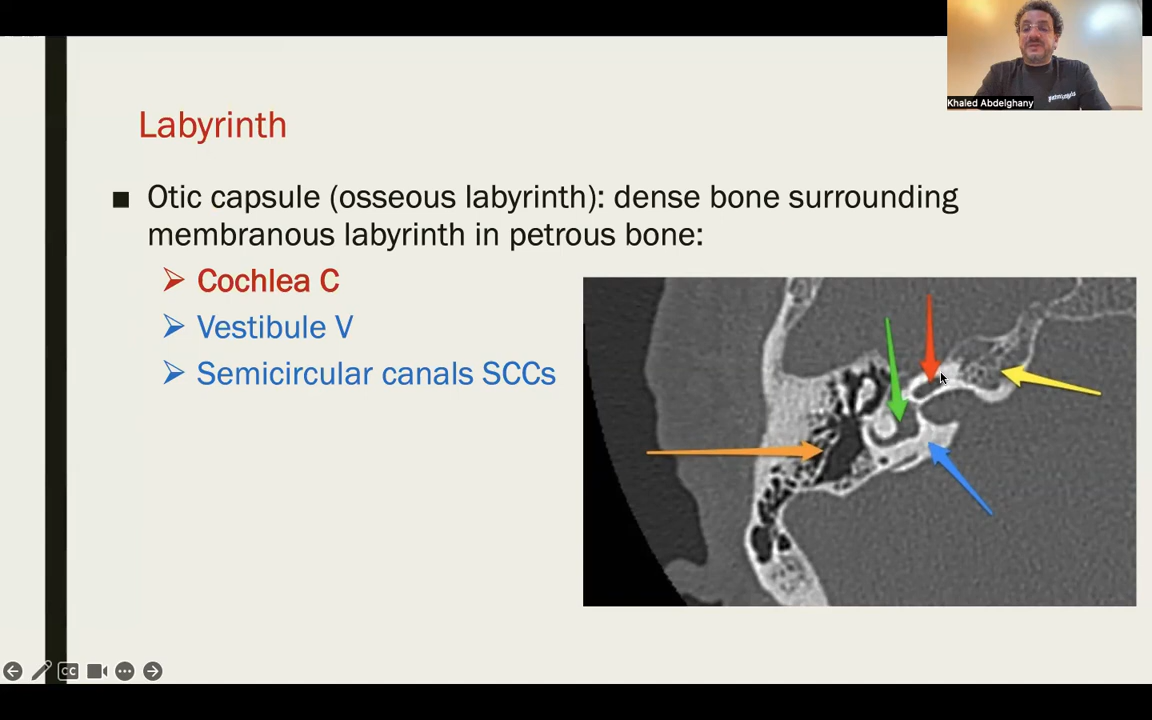 Khaled Abdelghany
Labyrinth
■ Otic capsule (osseous labyrinth): dense bone surrounding
membranous labyrinth in petrous bone:
➢ Cochlea C
➢ Vestibule V
➢ Semicircular canals SCCs
CC